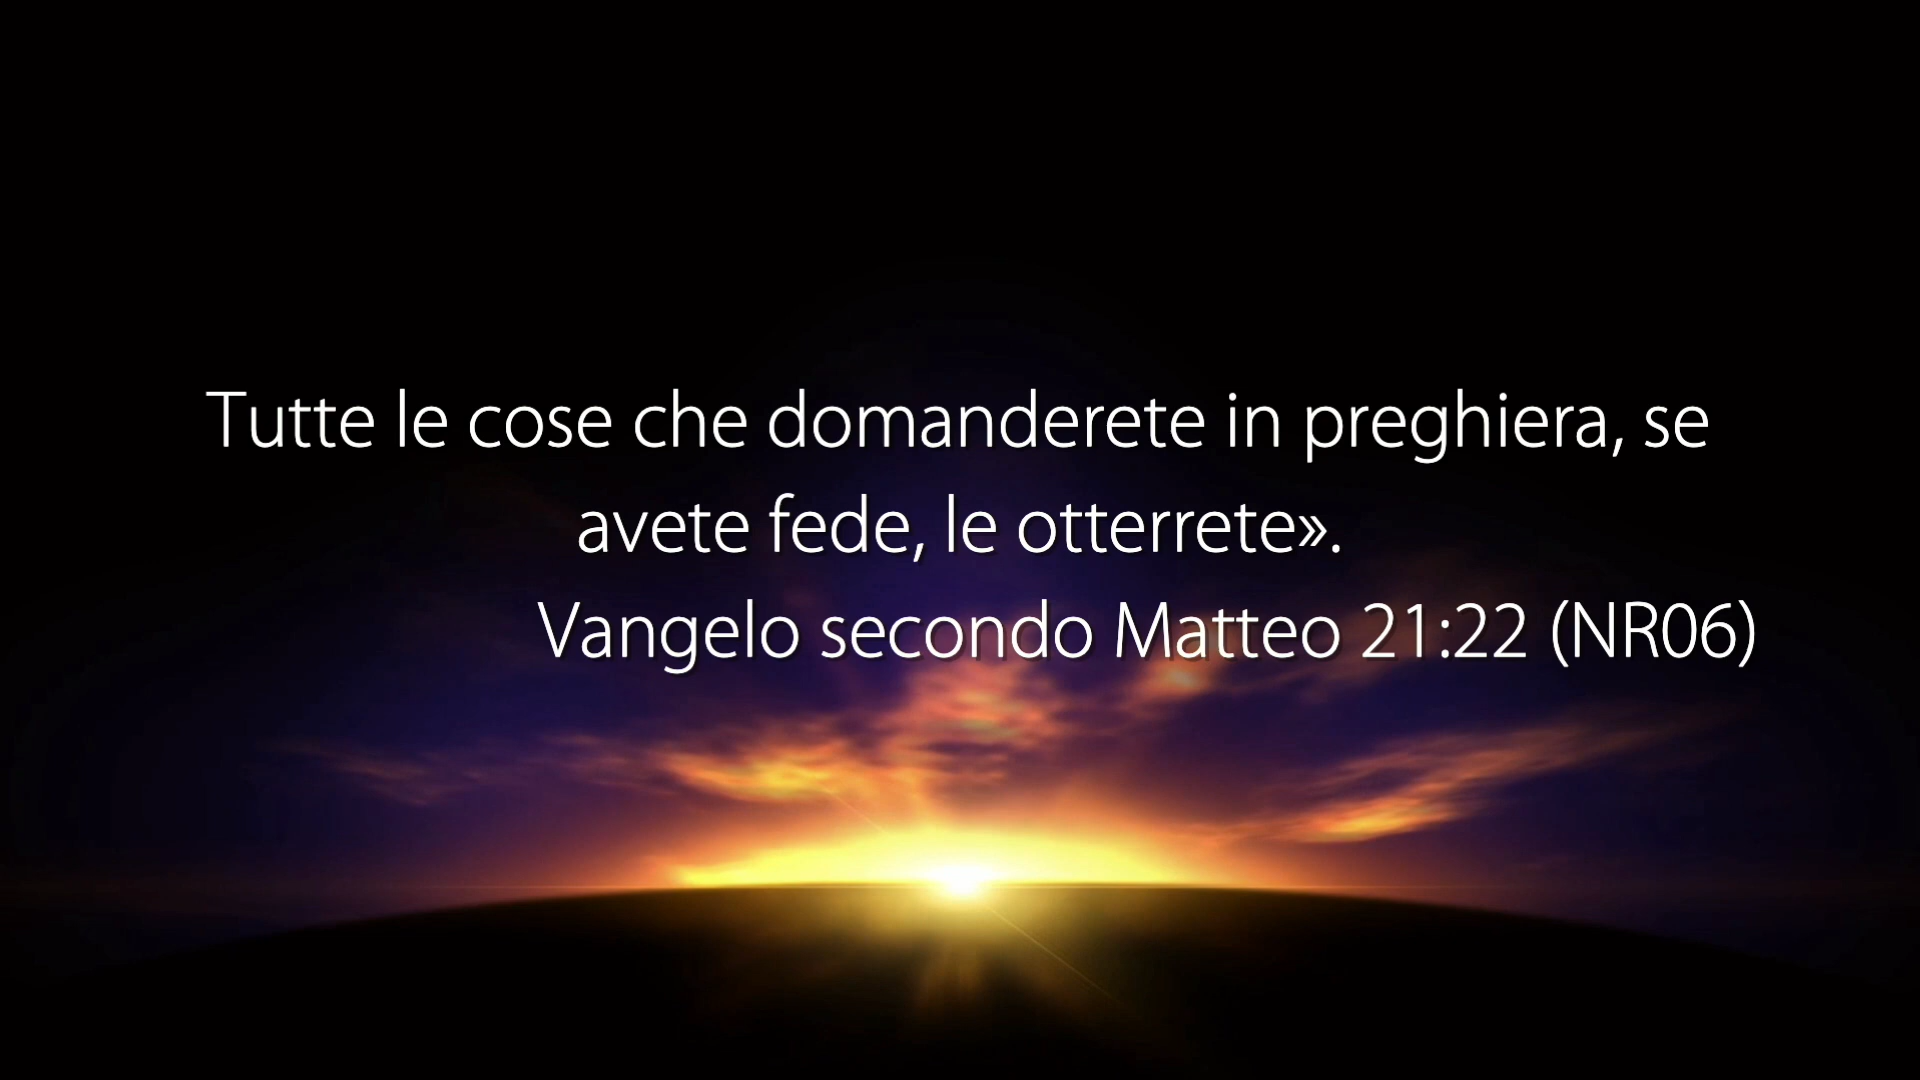 Tutte le cose che domanderete in preghiera, se
avete fede, le otterrete».
Vangelo secondo Matteo 21:22 (NR06)